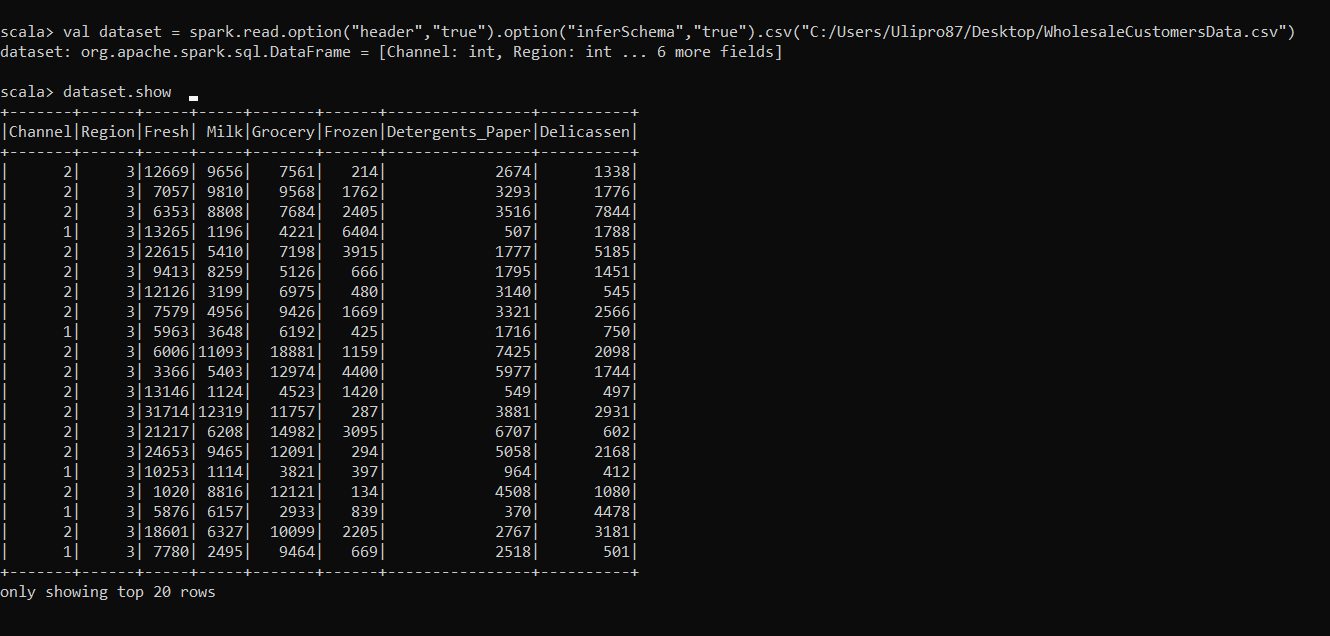 scala> val dataset = spark.read.option("header","true").option("inferSchema","true").csv("C:/Users/Ulipro87/Desktop/WholesaleCustomersData.csv")
dataset: org.apache.spark.sql.DataFrame = [Channel: int, Region: int ... 6 more fields]
scala> dataset.show
+-------+------+-----+-----+-------+------+----------------+----------+
|Channel|Region|Fresh| Milk|Grocery|Frozen|Detergents_Paper|Delicassen|
+-------+------+-----+-----+-------+------+----------------+----------+
|      2|     3|12669| 9656|   7561|   214|            2674|      1338|
|      2|     3| 7057| 9810|   9568|  1762|            3293|      1776|
|      2|     3| 6353| 8808|   7684|  2405|            3516|      7844|
|      1|     3|13265| 1196|   4221|  6404|             507|      1788|
|      2|     3|22615| 5410|   7198|  3915|            1777|      5185|
|      2|     3| 9413| 8259|   5126|   666|            1795|      1451|
|      2|     3|12126| 3199|   6975|   480|            3140|       545|
|      2|     3| 7579| 4956|   9426|  1669|            3321|      2566|
|      1|     3| 5963| 3648|   6192|   425|            1716|       750|
|      2|     3| 6006|11093|  18881|  1159|            7425|      2098|
|      2|     3| 3366| 5403|  12974|  4400|            5977|      1744|
|      2|     3|13146| 1124|   4523|  1420|             549|       497|
|      2|     3|31714|12319|  11757|   287|            3881|      2931|
|      2|     3|21217| 6208|  14982|  3095|            6707|       602|
|      2|     3|24653| 9465|  12091|   294|            5058|      2168|
|      1|     3|10253| 1114|   3821|   397|             964|       412|
|      2|     3| 1020| 8816|  12121|   134|            4508|      1080|
|      1|     3| 5876| 6157|   2933|   839|             370|      4478|
|      2|     3|18601| 6327|  10099|  2205|            2767|      3181|
|      1|     3| 7780| 2495|   9464|   669|            2518|       501|
+-------+------+-----+-----+-------+------+----------------+----------+
only showing top 20 rows